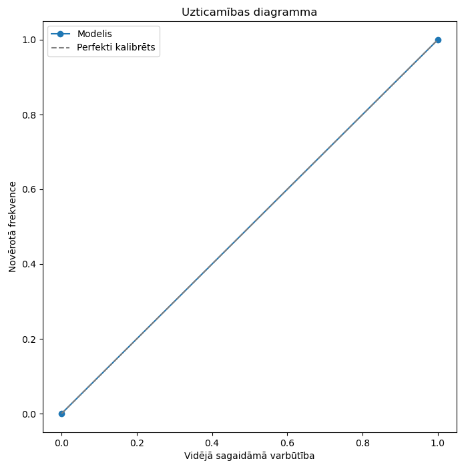 Uzticamības diagramma
Modelis
Perfekti kalibrēts
Novērotā frekvence
1.0
0.8
0.6
0.4
0.2
0.0
0.0 0.2 0.4 0.6 0.8 1.0
Vidējā sagaidāmā varbūtība